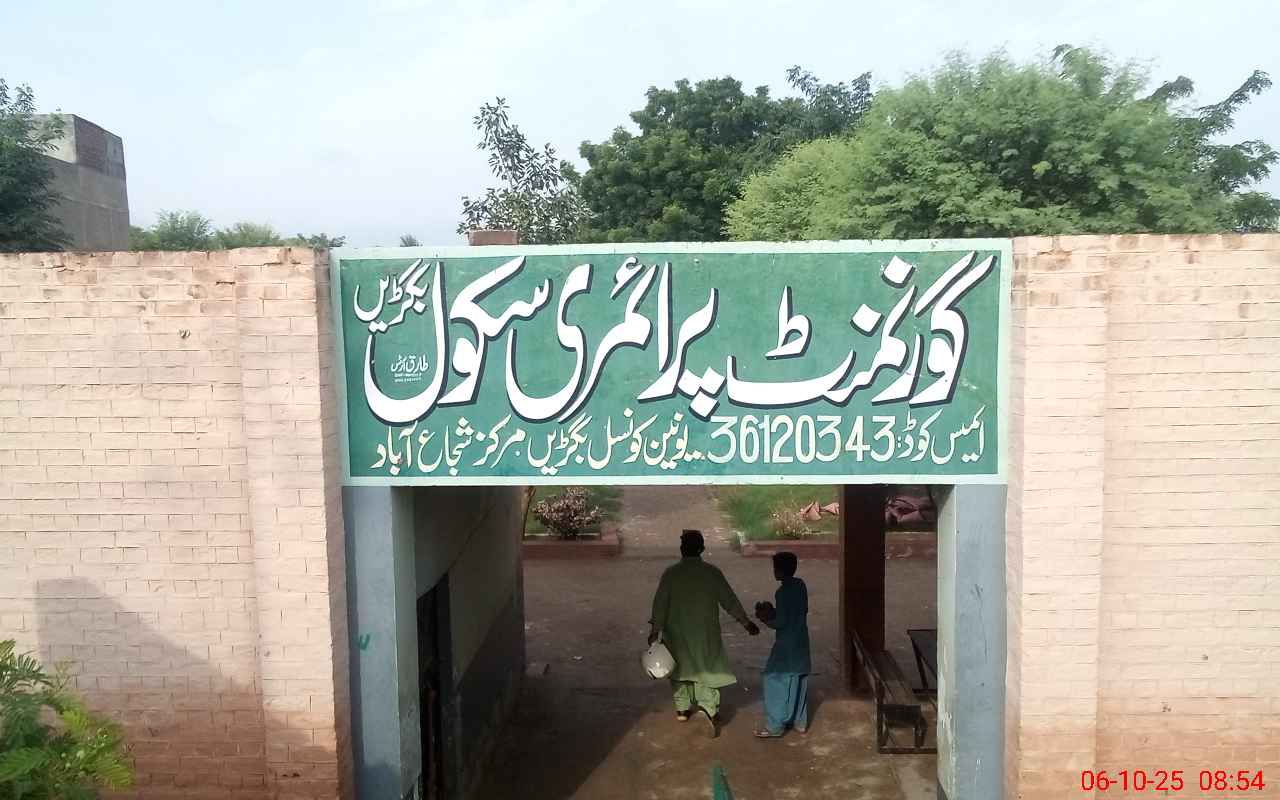 گورنمنٹ پرائمری سکول بگڑیں
طارق آرٹس
ایمیس کوڈ: 36120343 ۔ یونین کونسل بگڑیں مرکز شجاع آباد
06-10-25 08:54